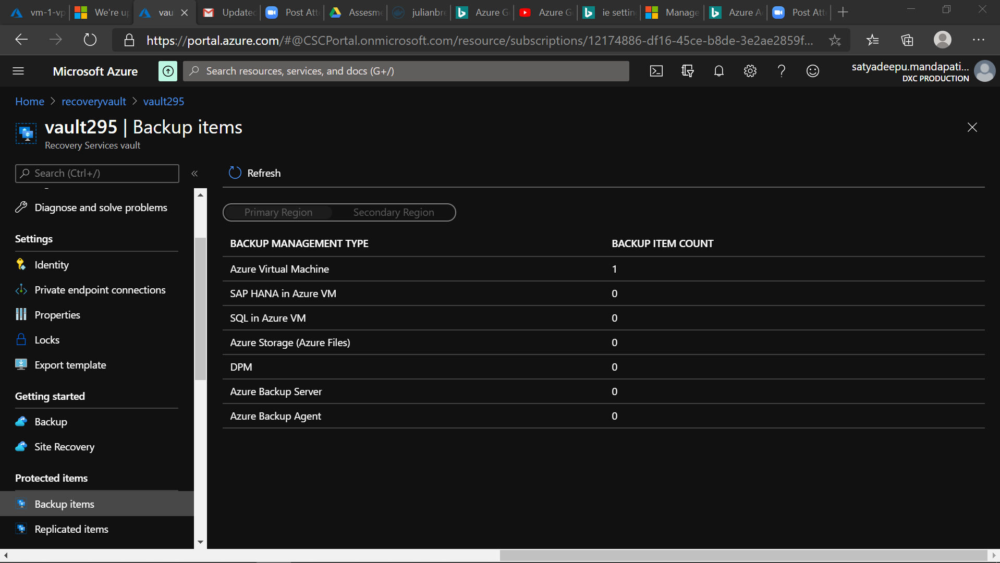 vm-1-vp
We're up
vau
Updated
Post Att
Assesme
julianbre
Azure G
Azure G
ie setting
Manage
Azure A
Post Att
https://portal.azure.com/#@CSCPortal.onmicrosoft.com/resource/subscriptions/12174886-df16-45ce-b8de-3e2ae2859f...
Microsoft Azure
Search resources, services, and docs (G+/)
satyadeepu.mandapati...
DXC PRODUCTION
Home > recoveryvault > vault295
vault295 | Backup items
Recovery Services vault
Search (Ctrl+/)
«
Refresh
Diagnose and solve problems
Settings
Identity
Private endpoint connections
Properties
Locks
Export template
Getting started
Backup
Site Recovery
Protected items
Backup items
Replicated items
Primary Region Secondary Region
BACKUP MANAGEMENT TYPE BACKUP ITEM COUNT
Azure Virtual Machine 1
SAP HANA in Azure VM 0
SQL in Azure VM 0
Azure Storage (Azure Files) 0
DPM 0
Azure Backup Server 0
Azure Backup Agent 0